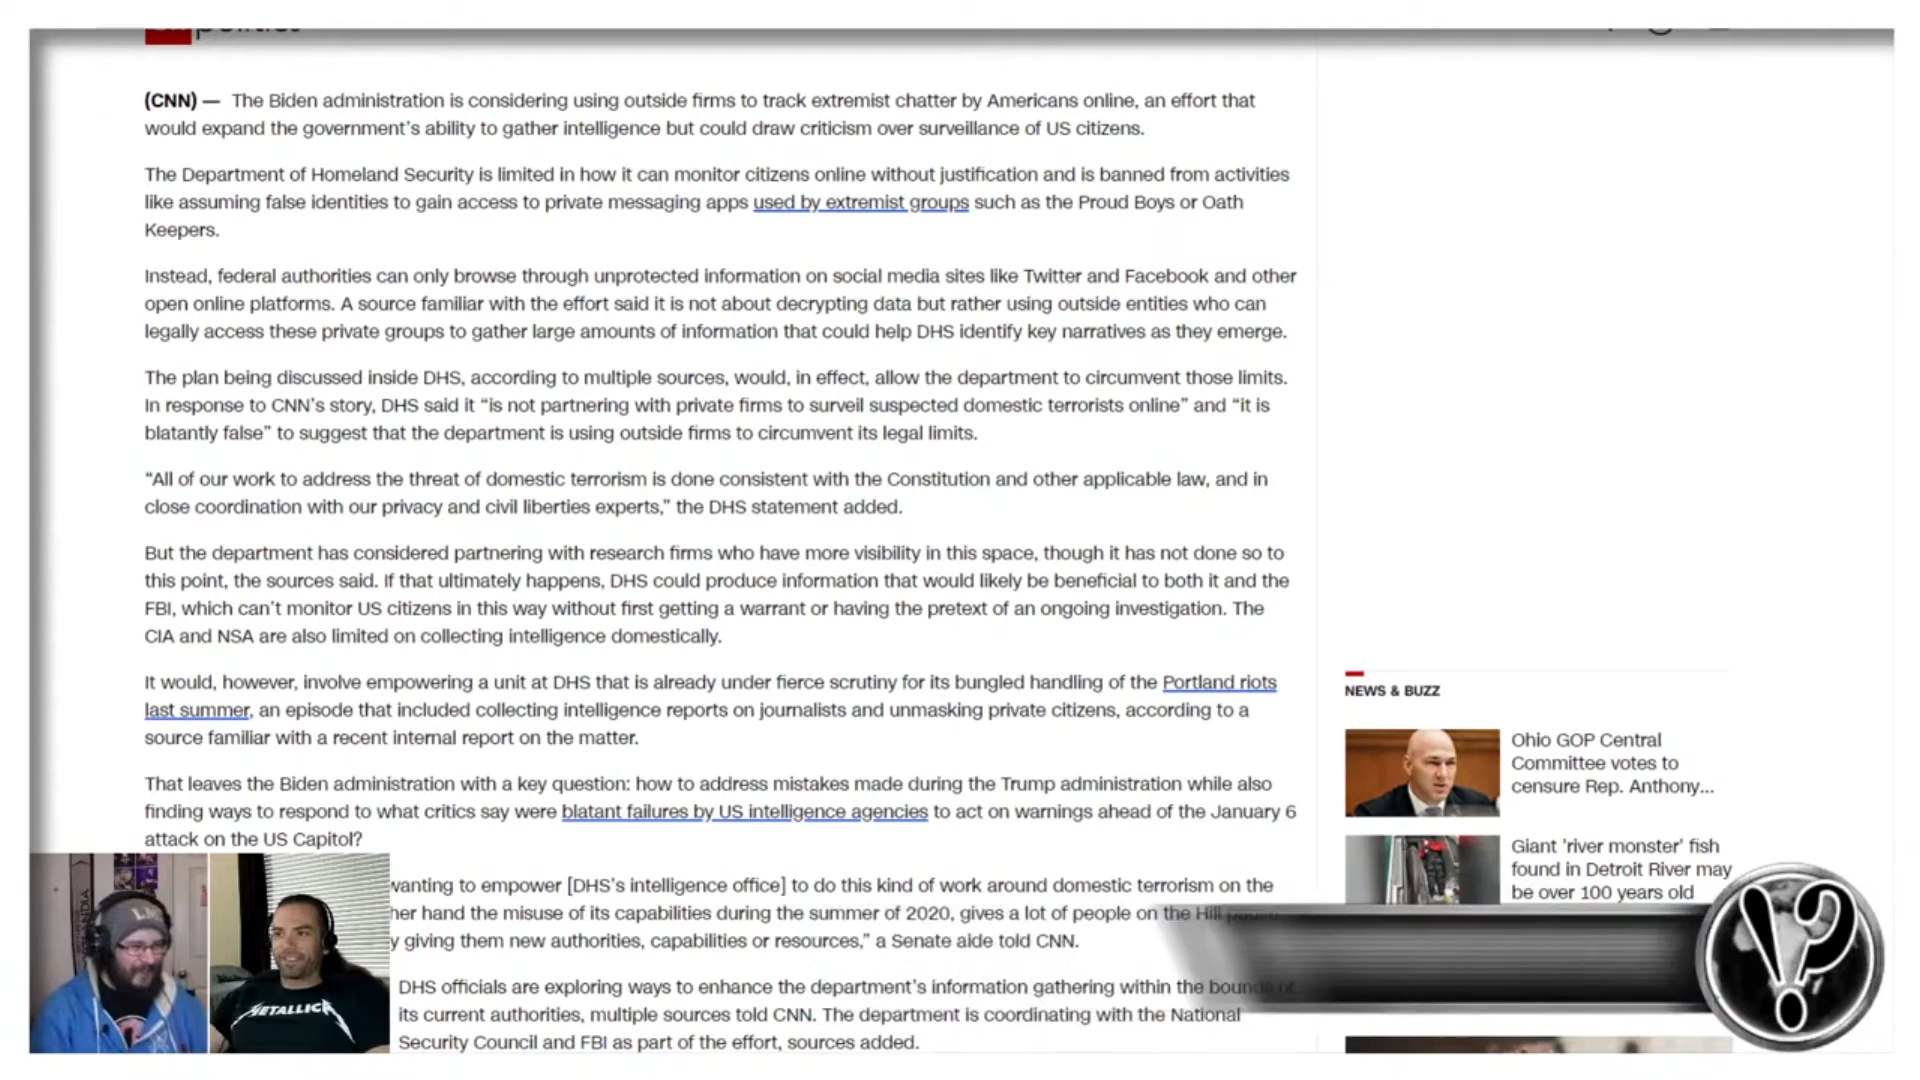 (CNN) — The Biden administration is considering using outside firms to track extremist chatter by Americans online, an effort that
would expand the government's ability to gather intelligence but could draw criticism over surveillance of US citizens.
The Department of Homeland Security is limited in how it can monitor citizens online without justification and is banned from activities
like assuming false identities to gain access to private messaging apps used by extremist groups such as the Proud Boys or Oath
Keepers.
Instead, federal authorities can only browse through unprotected information on social media sites like Twitter and Facebook and other
open online platforms. A source familiar with the effort said it is not about decrypting data but rather using outside entities who can
legally access these private groups to gather large amounts of information that could help DHS identify key narratives as they emerge.
The plan being discussed inside DHS, according to multiple sources, would, in effect, allow the department to circumvent those limits.
In response to CNN's story, DHS said it “is not partnering with private firms to surveil suspected domestic terrorists online” and “it is
blatantly false” to suggest that the department is using outside firms to circumvent its legal limits.
“All of our work to address the threat of domestic terrorism is done consistent with the Constitution and other applicable law, and in
close coordination with our privacy and civil liberties experts,” the DHS statement added.
But the department has considered partnering with research firms who have more visibility in this space, though it has not done so to
this point, the sources said. If that ultimately happens, DHS could produce information that would likely be beneficial to both it and the
FBI, which can't monitor US citizens in this way without first getting a warrant or having the pretext of an ongoing investigation. The
CIA and NSA are also limited on collecting intelligence domestically.
It would, however, involve empowering a unit at DHS that is already under fierce scrutiny for its bungled handling of the Portland riots
last summer, an episode that included collecting intelligence reports on journalists and unmasking private citizens, according to a
source familiar with a recent internal report on the matter.
That leaves the Biden administration with a key question: how to address mistakes made during the Trump administration while also
finding ways to respond to what critics say were blatant failures by US intelligence agencies to act on warnings ahead of the January 6
attack on the US Capitol?
wanting to empower [DHS's intelligence office] to do this kind of work around domestic terrorism on the
her hand the misuse of its capabilities during the summer of 2020, gives a lot of people on the Hill
y giving them new authorities, capabilities or resources,” a Senate aide told CNN.
DHS officials are exploring ways to enhance the department's information gathering within the bounds of
its current authorities, multiple sources told CNN. The department is coordinating with the National
Security Council and FBI as part of the effort, sources added.
NEWS & BUZZ
Ohio GOP Central
Committee votes to
censure Rep. Anthony...
Giant 'river monster' fish
found in Detroit River may
be over 100 years old
METALLICA
!?